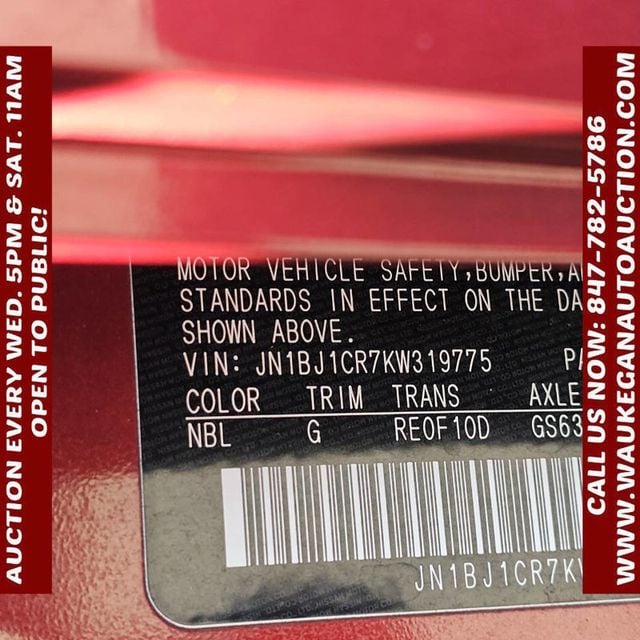 AUCTION EVERY WED. 5PM & SAT. 11AM
OPEN TO PUBLIC!
MOTOR VEHICLE SAFETY,BUMPER,A
STANDARDS IN EFFECT ON THE DA
SHOWN ABOVE.
VIN: JN1BJ1CR7KW319775 PA
COLOR TRIM TRANS AXLE
NBL G RE0F10D GS63
JN1BJ1CR7KW
CALL US NOW: 847-782-5786
WWW.WAUKEGANAUTOAUCTION.COM